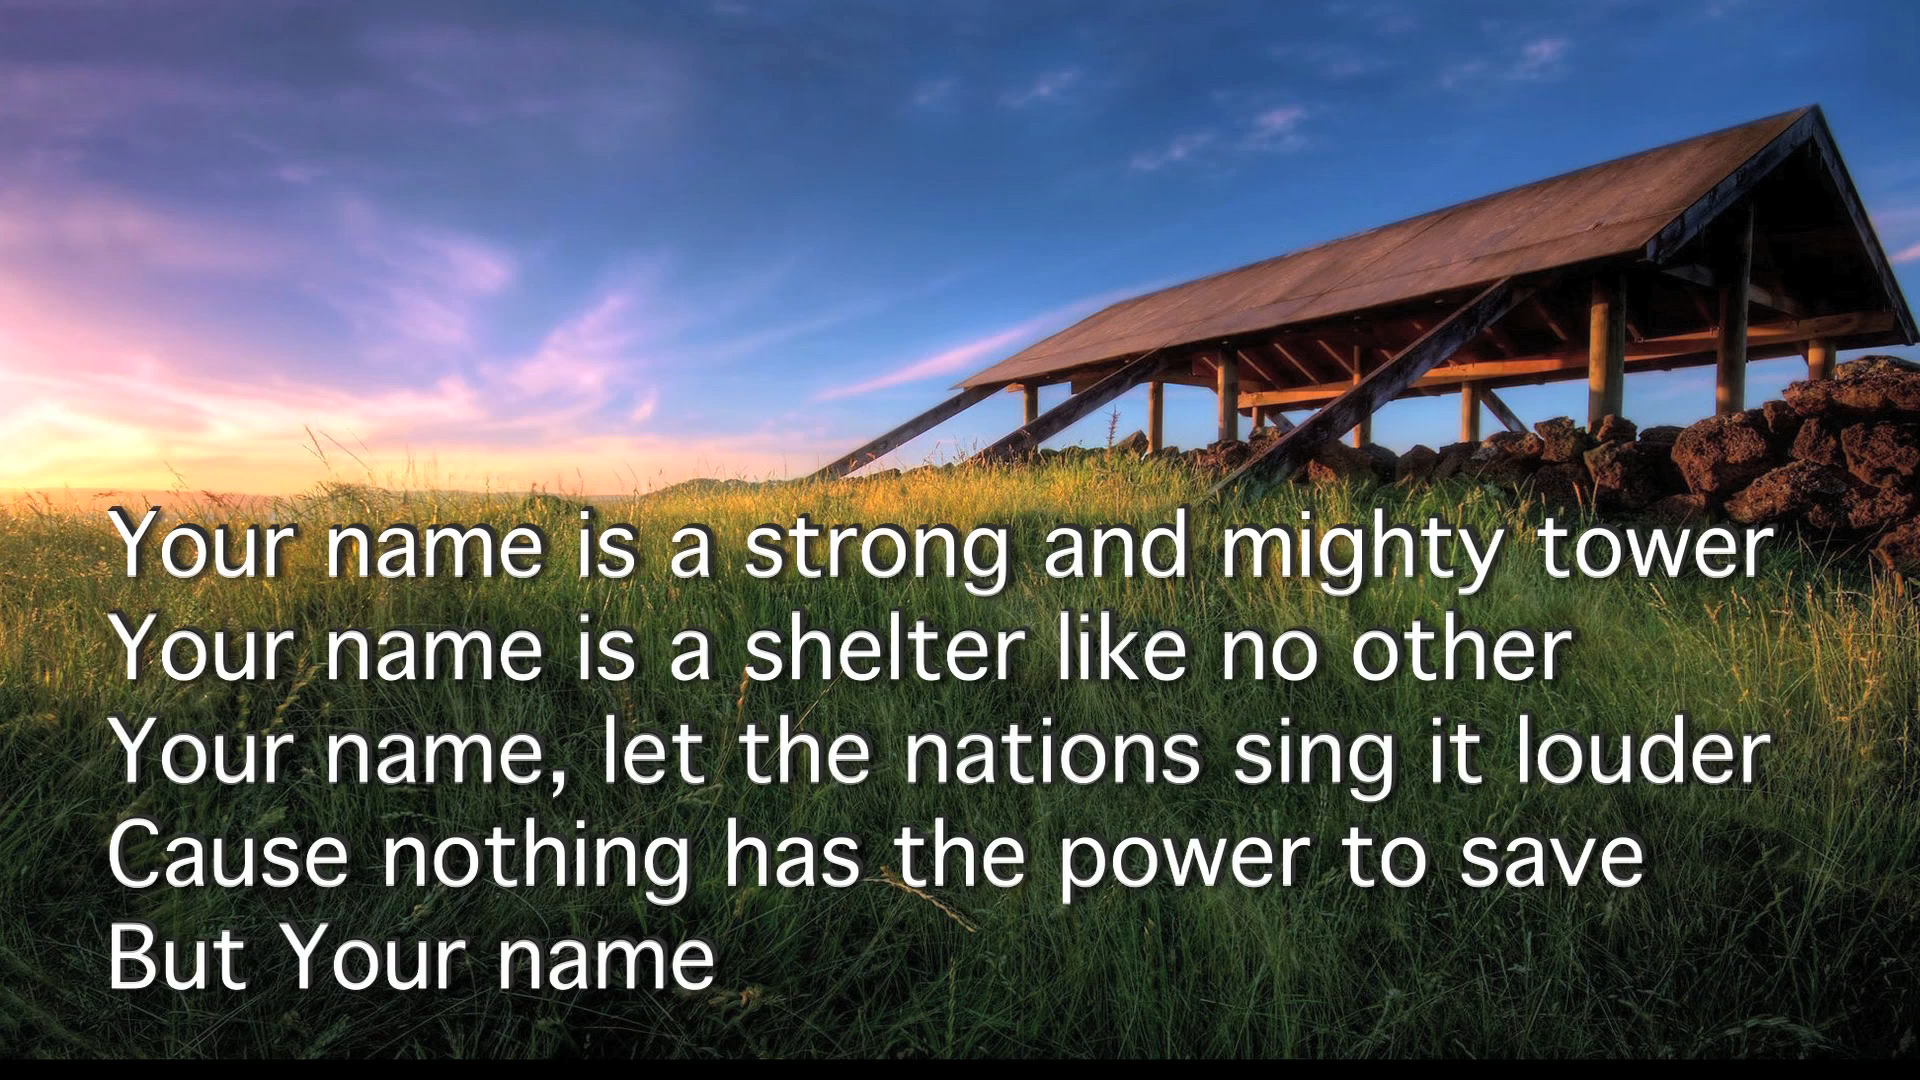 Your name is a strong and mighty tower
Your name is a shelter like no other
Your name, let the nations sing it louder
Cause nothing has the power to save
But Your name